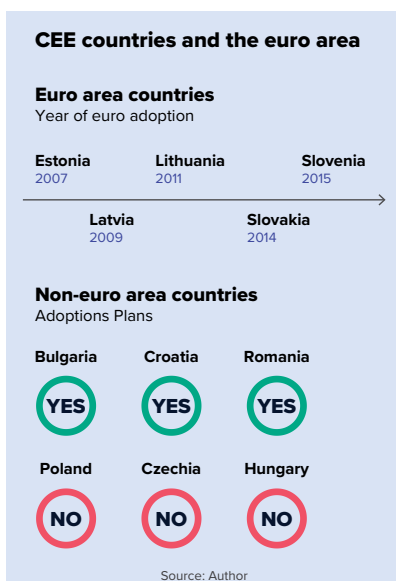 CEE countries and the euro area
Euro area countries
Year of euro adoption
Estonia Lithuania Slovenia
2007 2011 2015
Latvia Slovakia
2009 2014
Non-euro area countries
Adoptions Plans
Bulgaria Croatia Romania
YES YES YES
Poland Czechia Hungary
NO NO NO
Source: Author